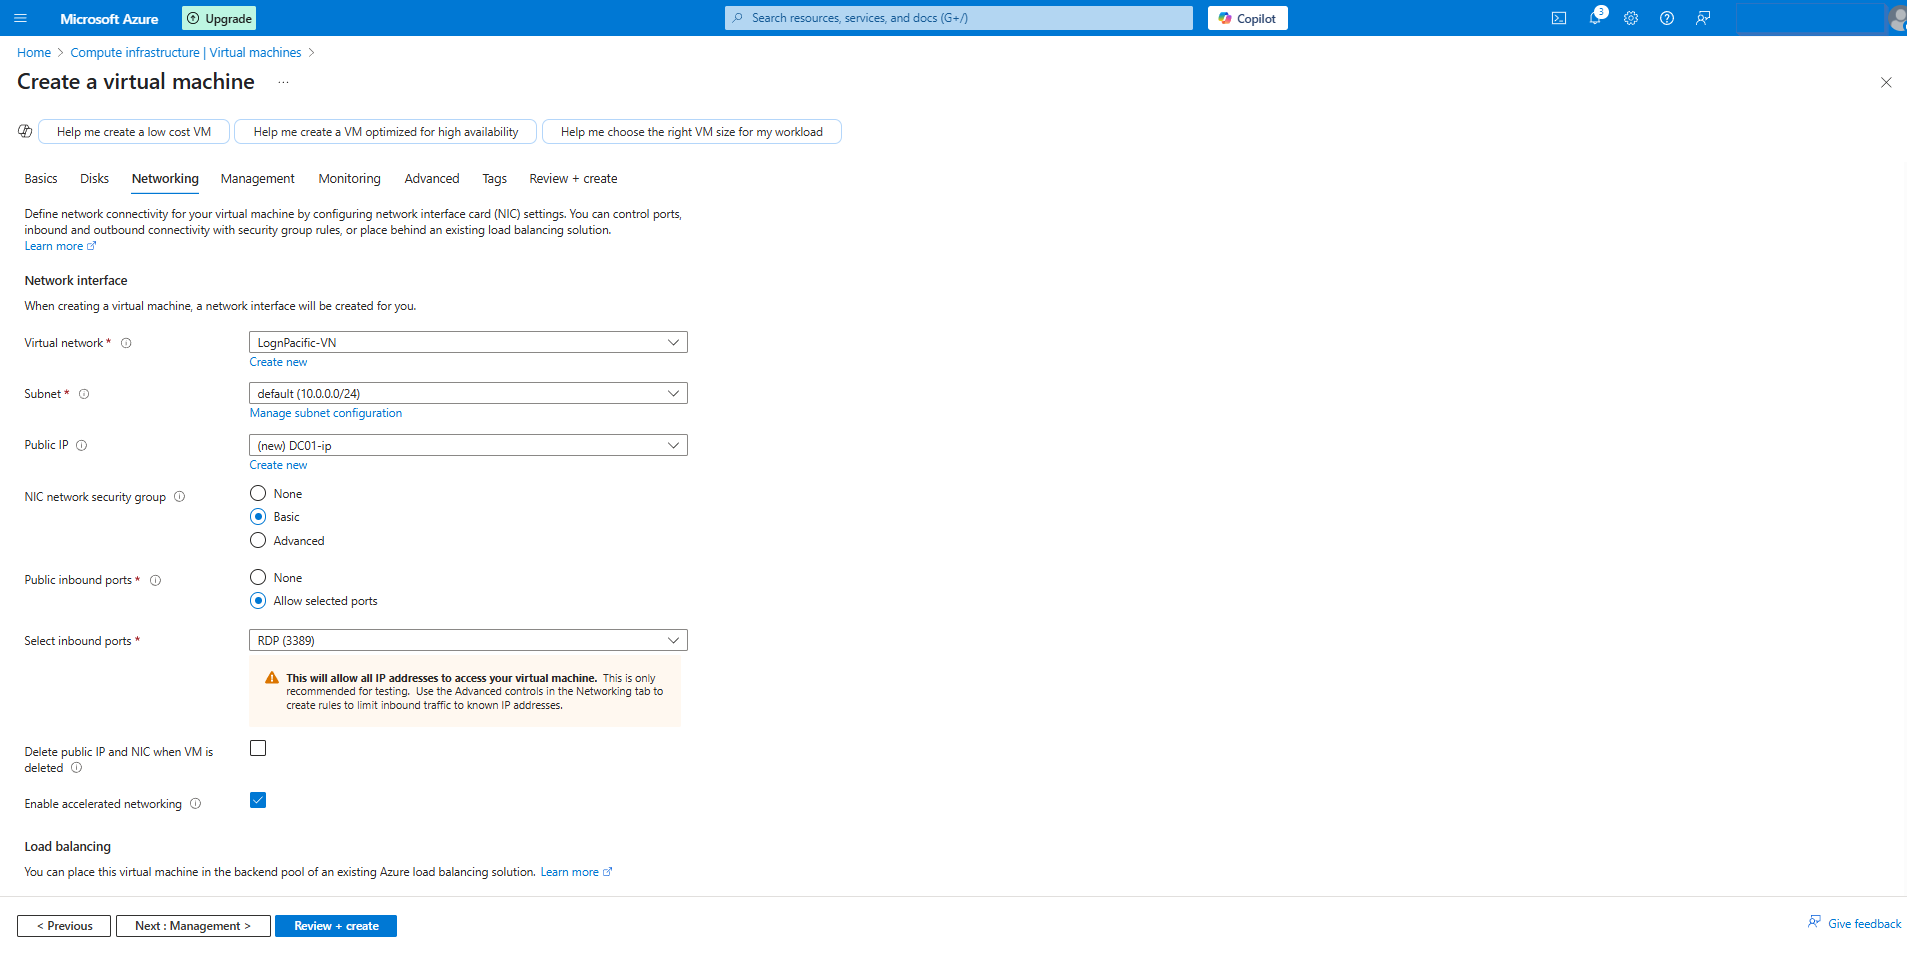 Microsoft Azure
Upgrade
Search resources, services, and docs (G+/)
Copilot
3
Home > Compute infrastructure | Virtual machines >
Create a virtual machine ...
Help me create a low cost VM
Help me create a VM optimized for high availability
Help me choose the right VM size for my workload
Basics
Disks
Networking
Management
Monitoring
Advanced
Tags
Review + create
Define network connectivity for your virtual machine by configuring network interface card (NIC) settings. You can control ports,
inbound and outbound connectivity with security group rules, or place behind an existing load balancing solution.
Learn more
Network interface
When creating a virtual machine, a network interface will be created for you.
Virtual network *
LognPacific-VN
Create new
Subnet *
default (10.0.0.0/24)
Manage subnet configuration
Public IP
(new) DC01-ip
Create new
NIC network security group
None
Basic
Advanced
Public inbound ports *
None
Allow selected ports
Select inbound ports *
RDP (3389)
This will allow all IP addresses to access your virtual machine. This is only
recommended for testing. Use the Advanced controls in the Networking tab to
create rules to limit inbound traffic to known IP addresses.
Delete public IP and NIC when VM is
deleted
Enable accelerated networking
Load balancing
You can place this virtual machine in the backend pool of an existing Azure load balancing solution. Learn more
< Previous
Next : Management >
Review + create
Give feedback